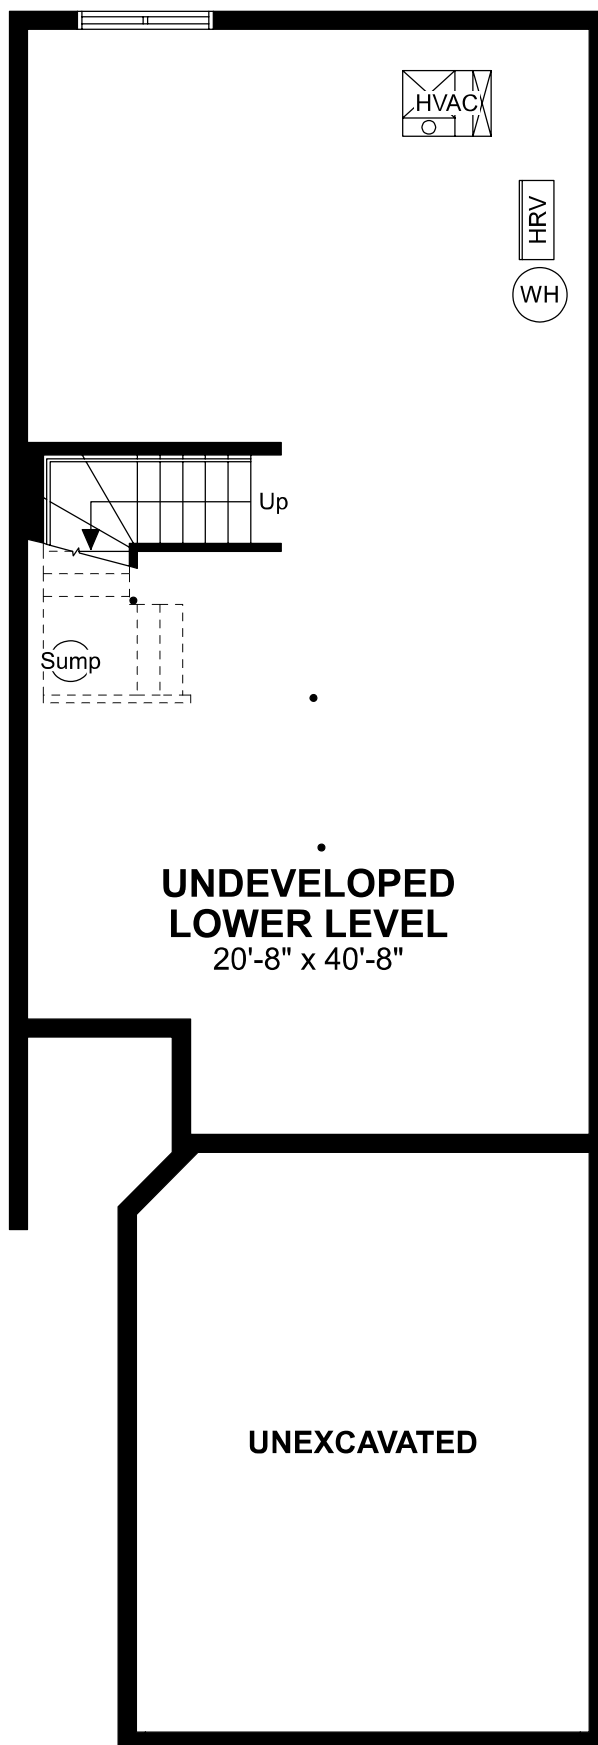 HVAC
HRV
WH
Up
Sump
UNDEVELOPED
LOWER LEVEL
20'-8" x 40'-8"
UNEXCAVATED